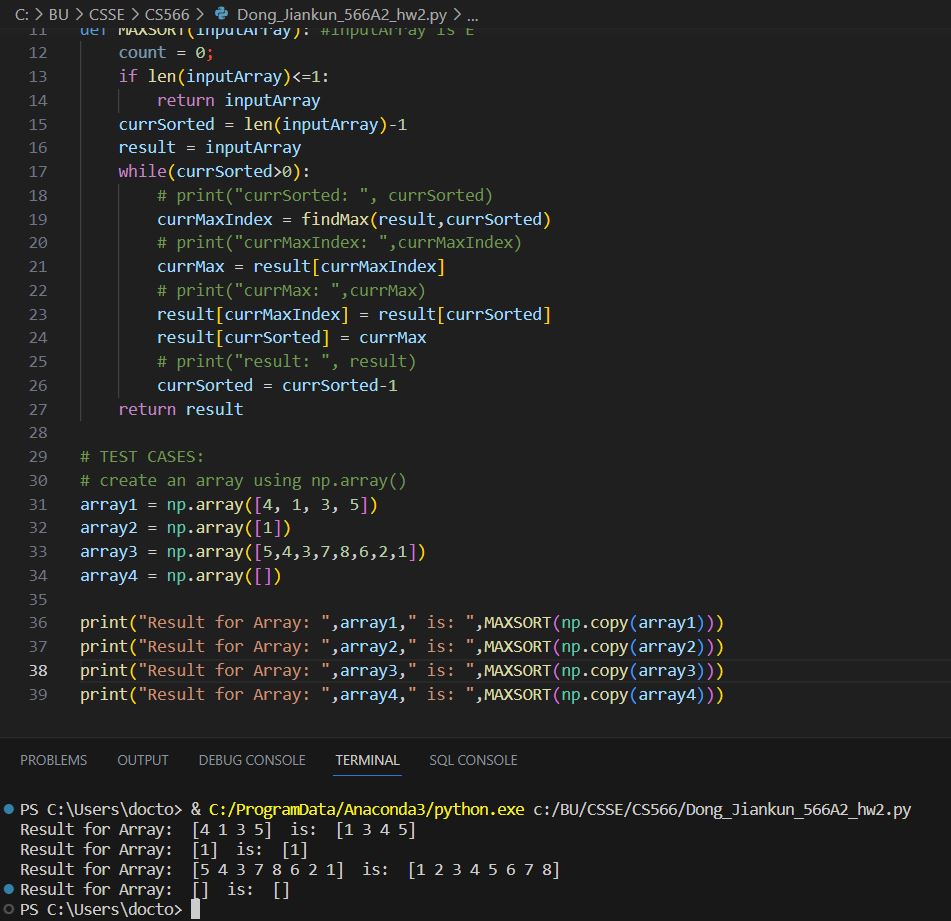 C: > BU > CSSE > CS566 > Dong_Jiankun_566A2_hw2.py > ...
11 def MAXSORT(inputArray): #inputArray is E
12     count = 0;
13     if len(inputArray)<=1:
14         return inputArray
15     currSorted = len(inputArray)-1
16     result = inputArray
17     while(currSorted>0):
18         # print("currSorted: ", currSorted)
19         currMaxIndex = findMax(result,currSorted)
20         # print("currMaxIndex: ",currMaxIndex)
21         currMax = result[currMaxIndex]
22         # print("currMax: ",currMax)
23         result[currMaxIndex] = result[currSorted]
24         result[currSorted] = currMax
25         # print("result: ", result)
26         currSorted = currSorted-1
27     return result
28
29 # TEST CASES:
30 # create an array using np.array()
31 array1 = np.array([4, 1, 3, 5])
32 array2 = np.array([1])
33 array3 = np.array([5,4,3,7,8,6,2,1])
34 array4 = np.array([])
35
36 print("Result for Array: ",array1," is: ",MAXSORT(np.copy(array1)))
37 print("Result for Array: ",array2," is: ",MAXSORT(np.copy(array2)))
38 print("Result for Array: ",array3," is: ",MAXSORT(np.copy(array3)))
39 print("Result for Array: ",array4," is: ",MAXSORT(np.copy(array4)))
PROBLEMS OUTPUT DEBUG CONSOLE TERMINAL SQL CONSOLE
PS C:\Users\docto> & C:/ProgramData/Anaconda3/python.exe c:/BU/CSSE/CS566/Dong_Jiankun_566A2_hw2.py
Result for Array:  [4 1 3 5]  is:  [1 3 4 5]
Result for Array:  [1]  is:  [1]
Result for Array:  [5 4 3 7 8 6 2 1]  is:  [1 2 3 4 5 6 7 8]
Result for Array:  []  is:  []
PS C:\Users\docto>